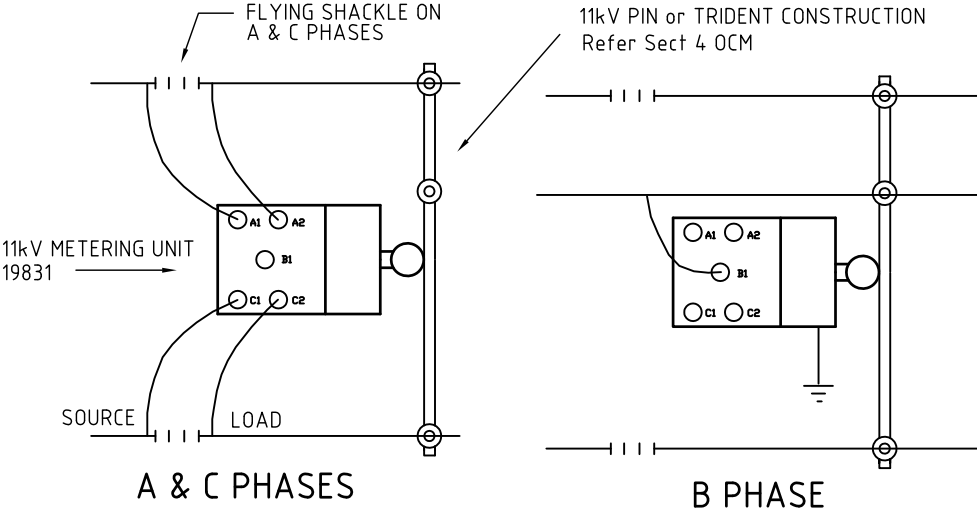 FLYING SHACKLE ON
A & C PHASES
11kV PIN or TRIDENT CONSTRUCTION
Refer Sect 4 OCM
A1 A2
B1
C1 C2
11kV METERING UNIT
19831
SOURCE LOAD
A & C PHASES
A1 A2
B1
C1 C2
B PHASE